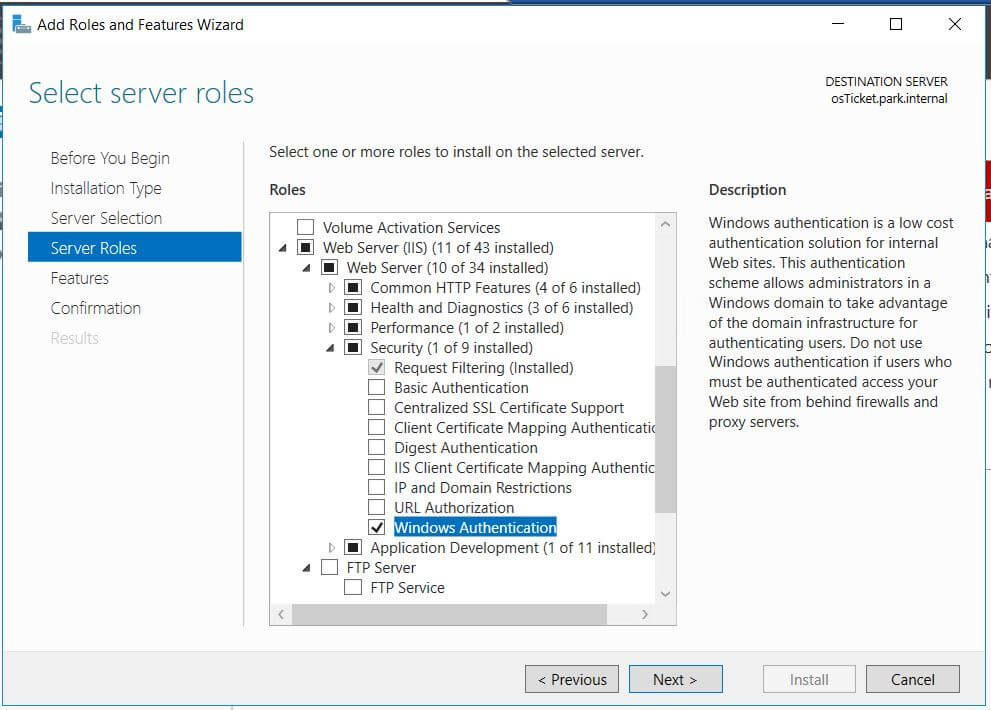 Add Roles and Features Wizard
Select server roles
DESTINATION SERVER
osTicket.park.internal
Before You Begin
Installation Type
Server Selection
Server Roles
Features
Confirmation
Results
Select one or more roles to install on the selected server.
Roles
Volume Activation Services
Web Server (IIS) (11 of 43 installed)
Web Server (10 of 34 installed)
Common HTTP Features (4 of 6 installed)
Health and Diagnostics (3 of 6 installed)
Performance (1 of 2 installed)
Security (1 of 9 installed)
Request Filtering (Installed)
Basic Authentication
Centralized SSL Certificate Support
Client Certificate Mapping Authenticatic
Digest Authentication
IIS Client Certificate Mapping Authentic
IP and Domain Restrictions
URL Authorization
Windows Authentication
Application Development (1 of 11 installed)
FTP Server
FTP Service
Description
Windows authentication is a low cost
authentication solution for internal
Web sites. This authentication
scheme allows administrators in a
Windows domain to take advantage
of the domain infrastructure for
authenticating users. Do not use
Windows authentication if users who
must be authenticated access your
Web site from behind firewalls and
proxy servers.
< Previous
Next >
Install
Cancel